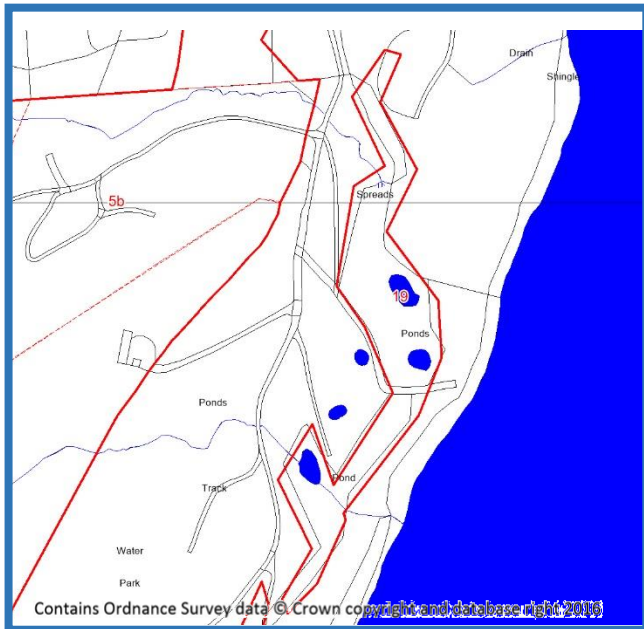 Drain
Shingle
5b
Spreads
19
Ponds
Ponds
Pond
Track
Water
Park
Contains Ordnance Survey data © Crown copyright and database right 2016